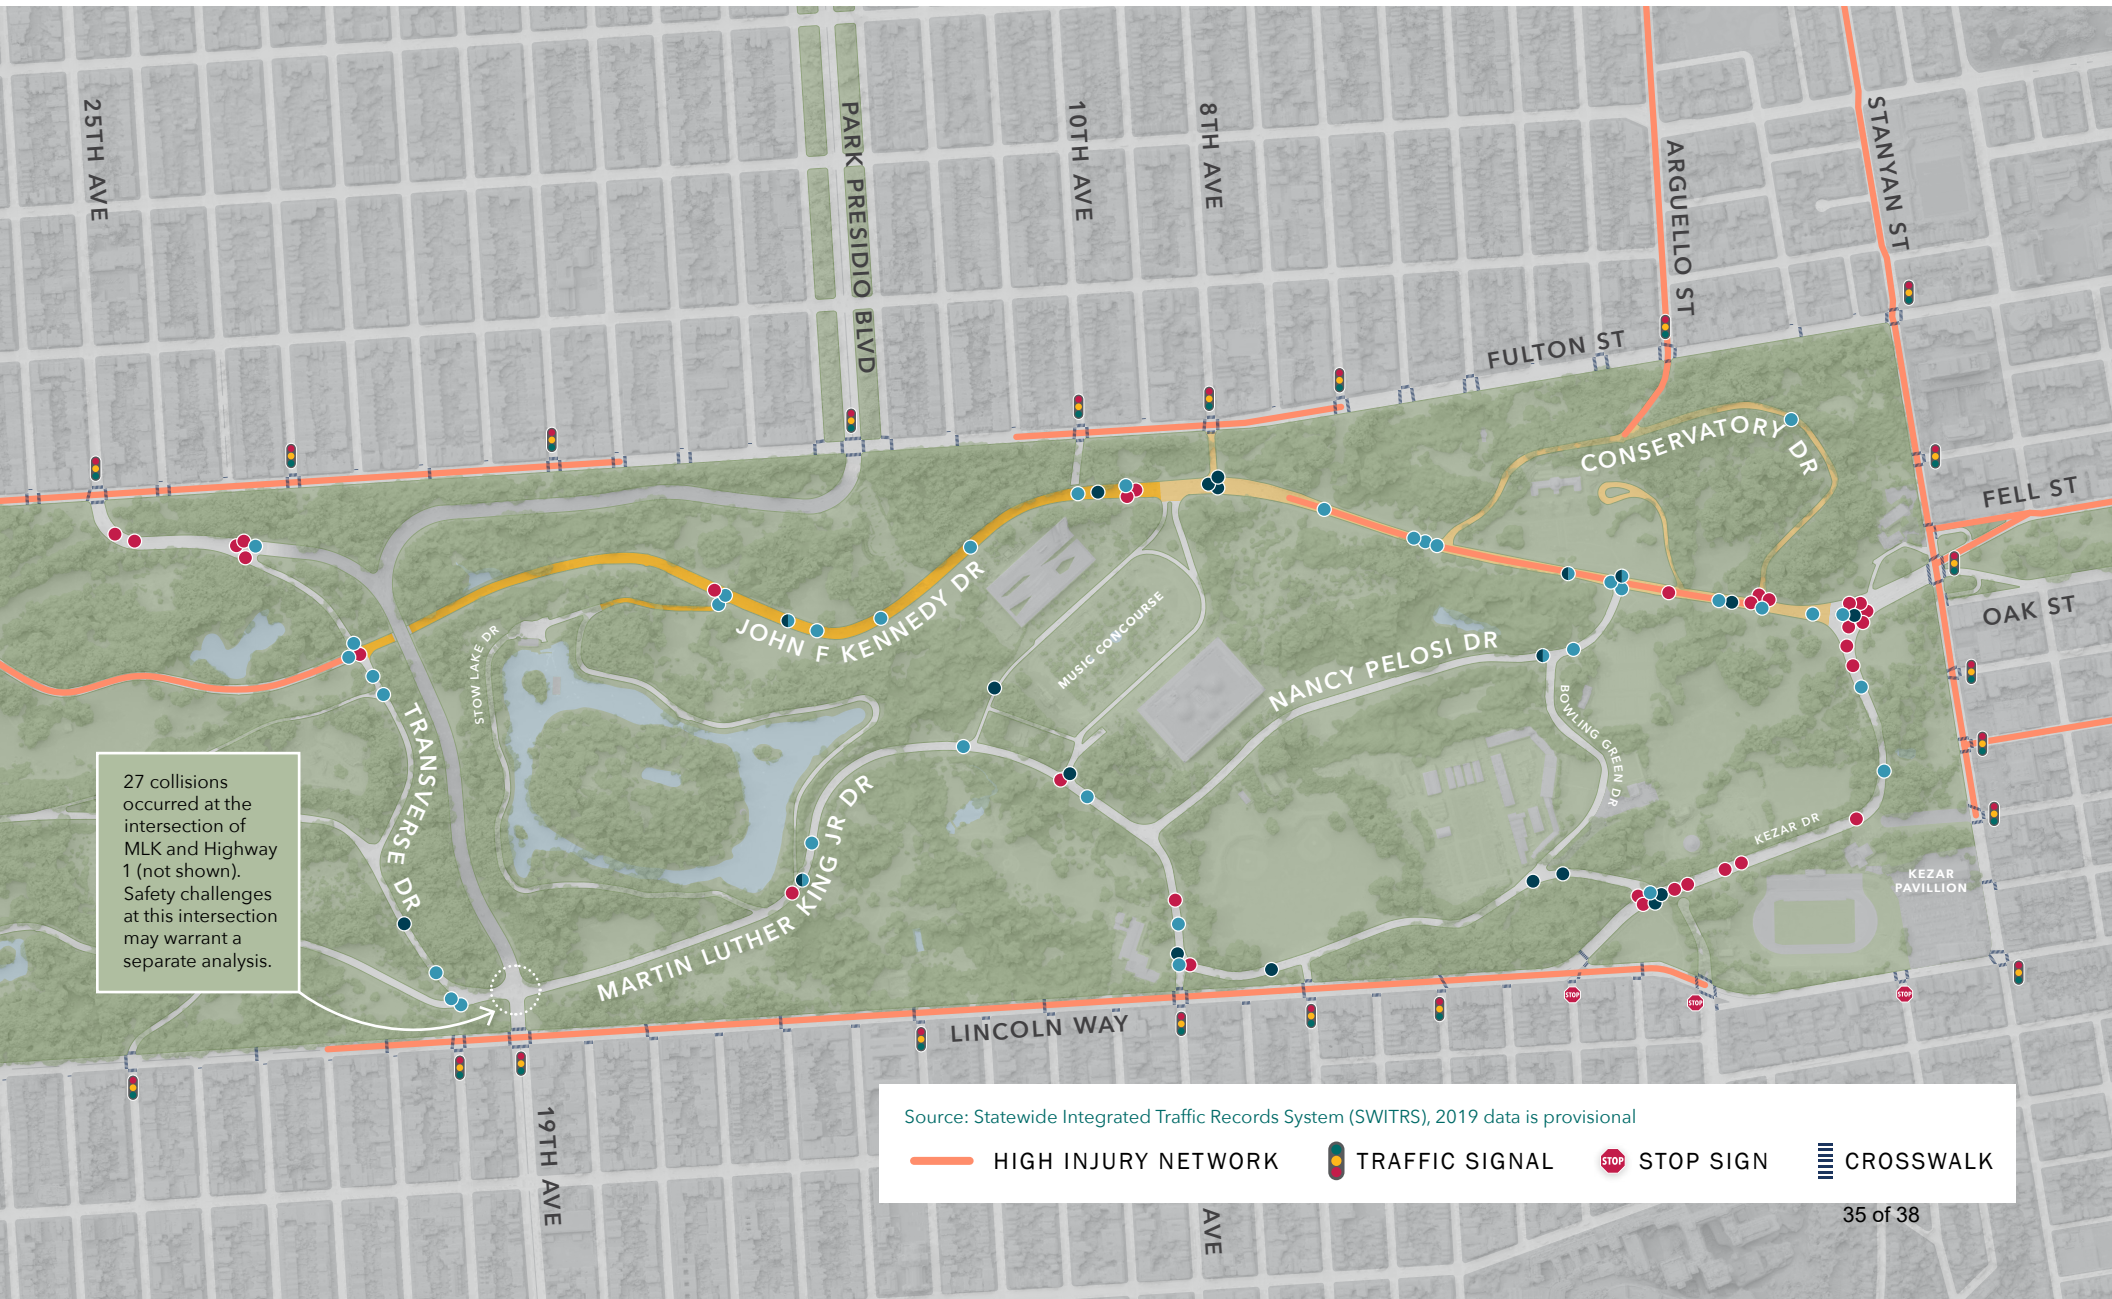 25TH AVE
PARK PRESIDIO BLVD
10TH AVE
8TH AVE
ARGUELLO ST
STANYAN ST
FULTON ST
CONSERVATORY DR
FELL ST
OAK ST
JOHN F KENNEDY DR
MUSIC CONCOURSE
NANCY PELOSI DR
STOW LAKE DR
BOWLING GREEN DR
TRANSVERSE DR
KEZAR DR
KEZAR
PAVILLION
MARTIN LUTHER KING JR DR
27 collisions
occurred at the
intersection of
MLK and Highway
1 (not shown).
Safety challenges
at this intersection
may warrant a
separate analysis.
STOP
STOP
STOP
LINCOLN WAY
19TH AVE
Source: Statewide Integrated Traffic Records System (SWITRS), 2019 data is provisional
HIGH INJURY NETWORK
TRAFFIC SIGNAL
STOP
STOP SIGN
CROSSWALK
AVE
35 of 38